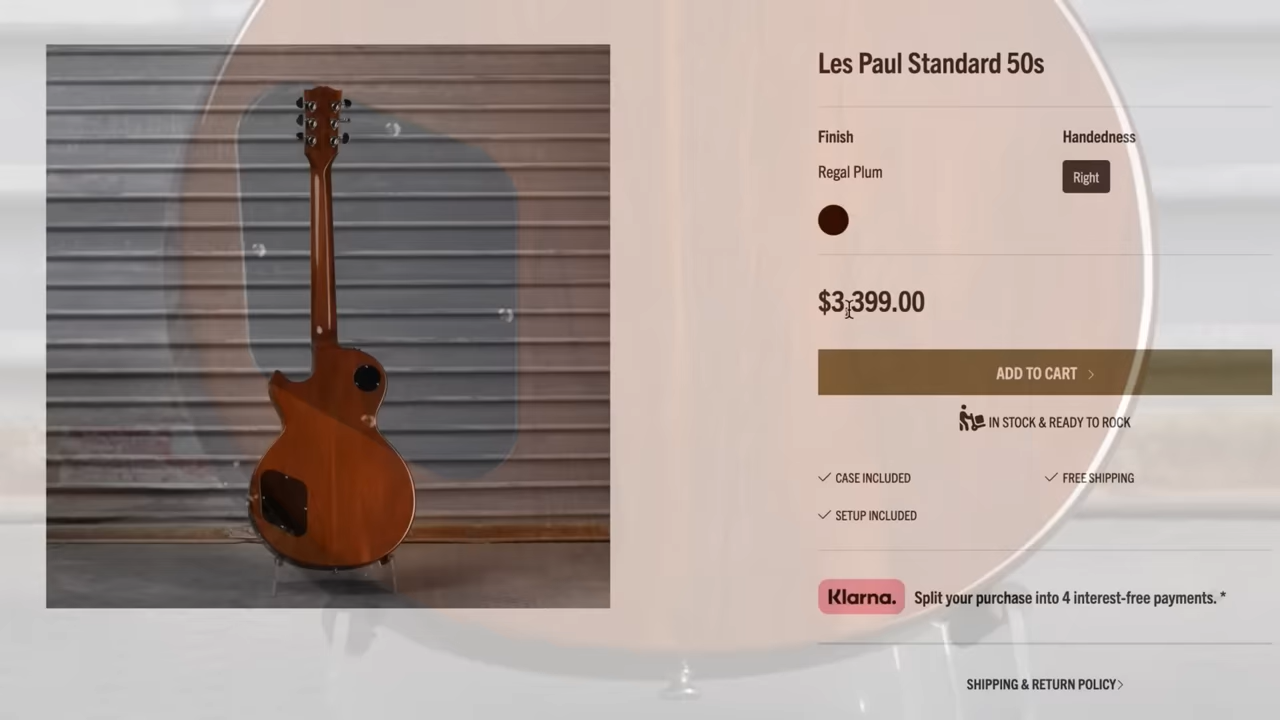 Les Paul Standard 50s
Finish
Handedness
Regal Plum
Right
$3,399.00
ADD TO CART
IN STOCK & READY TO ROCK
CASE INCLUDED
FREE SHIPPING
SETUP INCLUDED
Klarna. Split your purchase into 4 interest-free payments. *
SHIPPING & RETURN POLICY